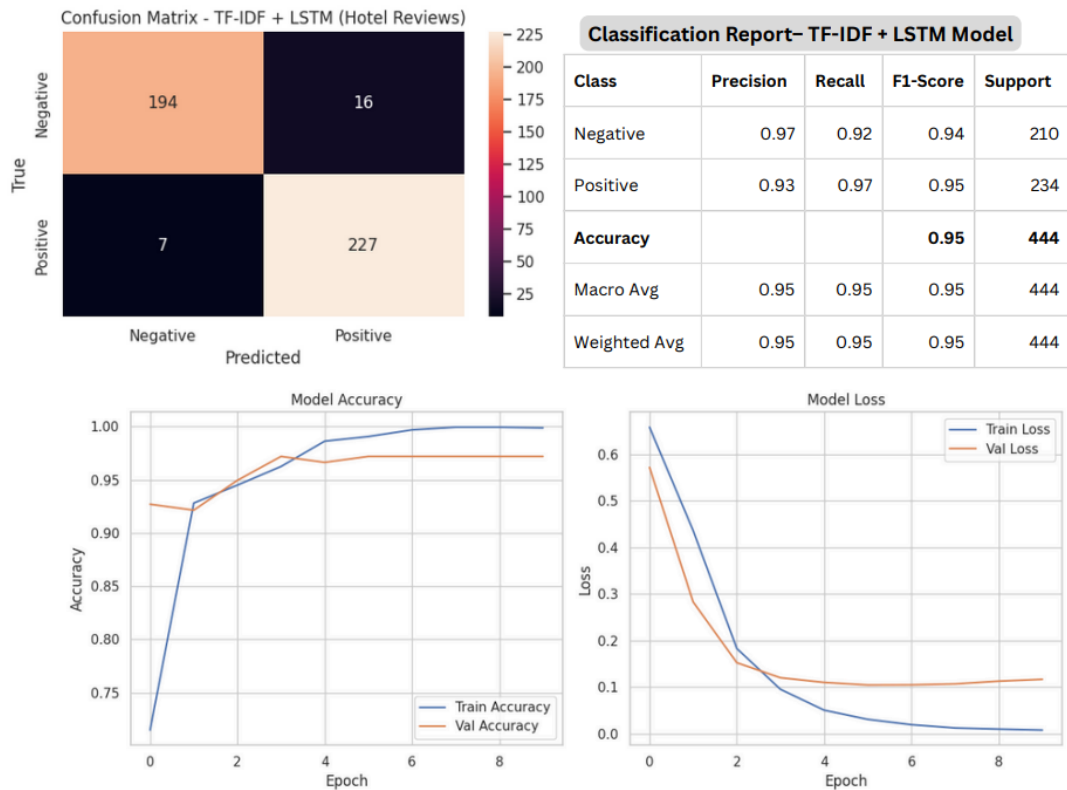 Confusion Matrix - TF-IDF + LSTM (Hotel Reviews)
True
Negative
Positive
194
16
7
227
Negative
Positive
Predicted
225
200
175
150
125
100
75
50
25
Classification Report– TF-IDF + LSTM Model
Class Precision Recall F1-Score Support
Negative 0.97 0.92 0.94 210
Positive 0.93 0.97 0.95 234
Accuracy 0.95 444
Macro Avg 0.95 0.95 0.95 444
Weighted Avg 0.95 0.95 0.95 444
Model Accuracy
Accuracy
1.00
0.95
0.90
0.85
0.80
0.75
Train Accuracy
Val Accuracy
0 2 4 6 8
Epoch
Model Loss
Loss
0.6
0.5
0.4
0.3
0.2
0.1
0.0
Train Loss
Val Loss
0 2 4 6 8
Epoch